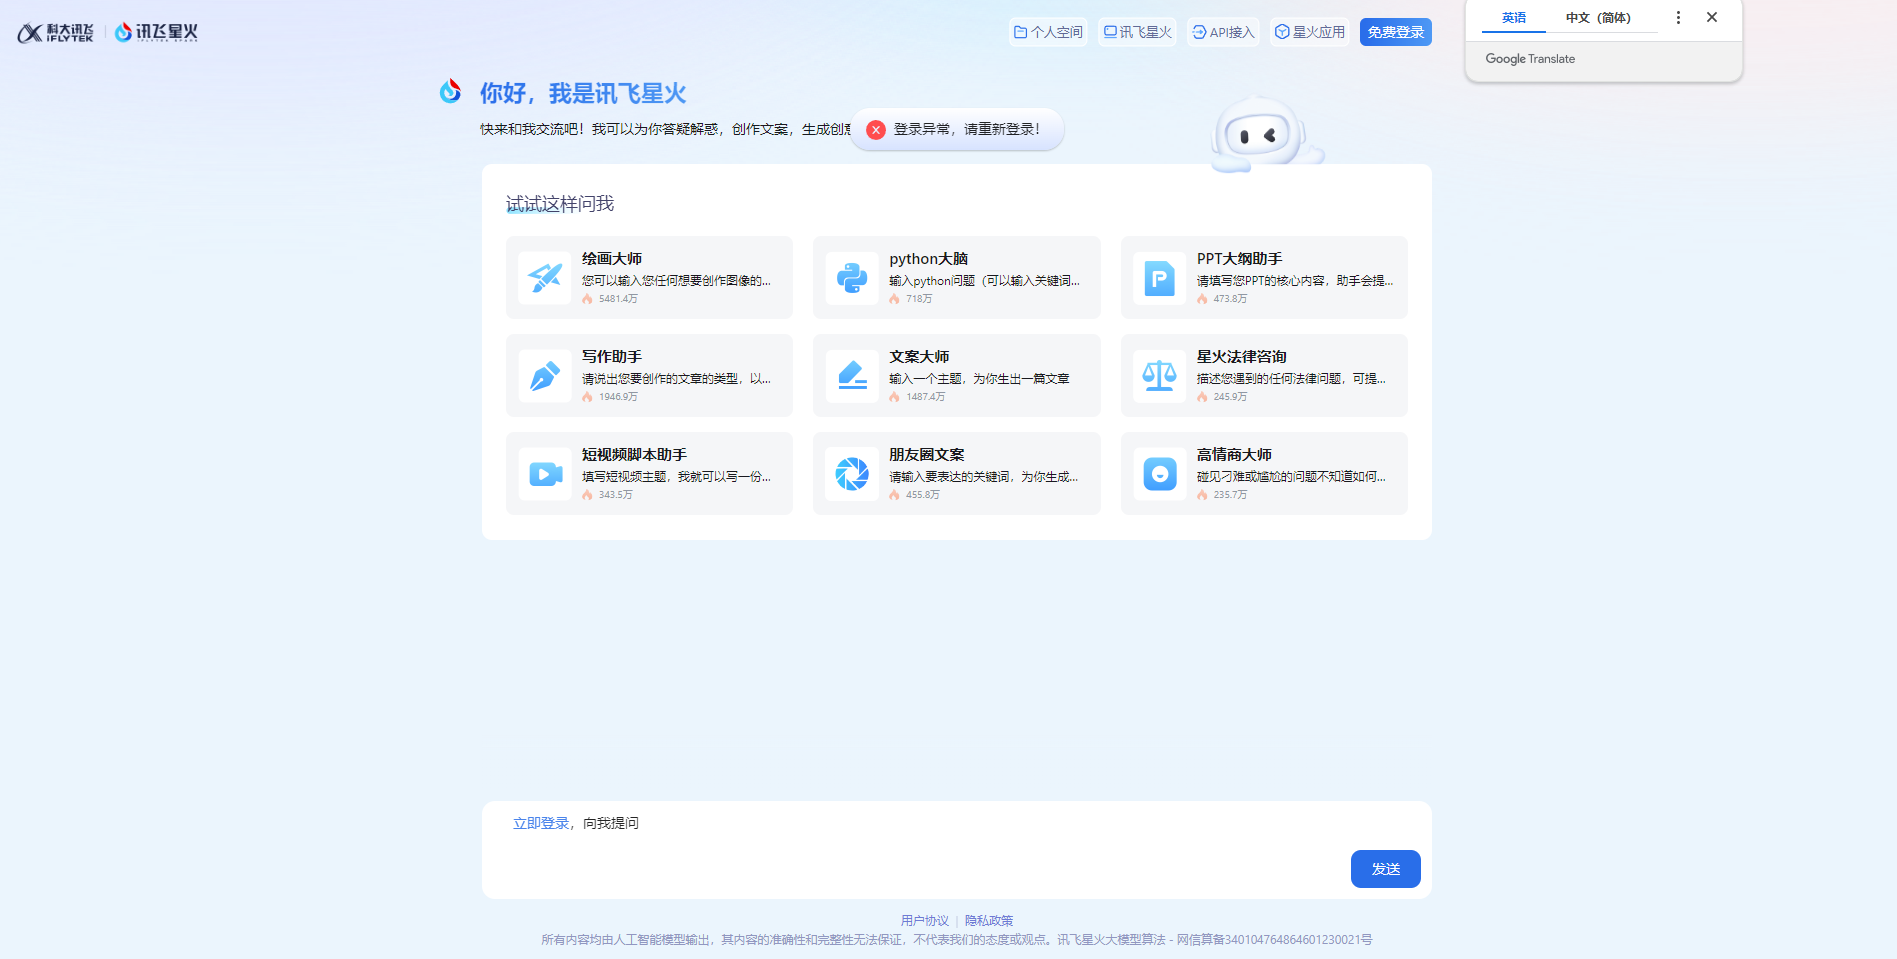 科大讯飞 讯飞星火
IFLYTEK IFLYTEK SPARK
个人空间 讯飞星火 API接入 星火应用 免费登录
英语 中文（简体）
Google Translate
你好，我是讯飞星火
快来和我交流吧！我可以为你答疑解惑，创作文案，生成创意
登录异常，请重新登录！
试试这样问我
绘画大师
您可以输入您任何想要创作图像的...
5481.4万
python大脑
输入python问题（可以输入关键词...
718万
PPT大纲助手
请填写您PPT的核心内容，助手会提...
473.8万
写作助手
请说出您要创作的文章的类型，以...
1946.9万
文案大师
输入一个主题，为你生出一篇文章
1487.4万
星火法律咨询
描述您遇到的任何法律问题，可提...
245.9万
短视频脚本助手
填写短视频主题，我就可以写一份...
343.5万
朋友圈文案
请输入要表达的关键词，为你生成...
455.8万
高情商大师
碰见刁难或尴尬的问题不知道如何...
235.7万
立即登录，向我提问
发送
用户协议 | 隐私政策
所有内容均由人工智能模型输出，其内容的准确性和完整性无法保证，不代表我们的态度或观点。讯飞星火大模型算法 - 网信算备340104764864601230021号